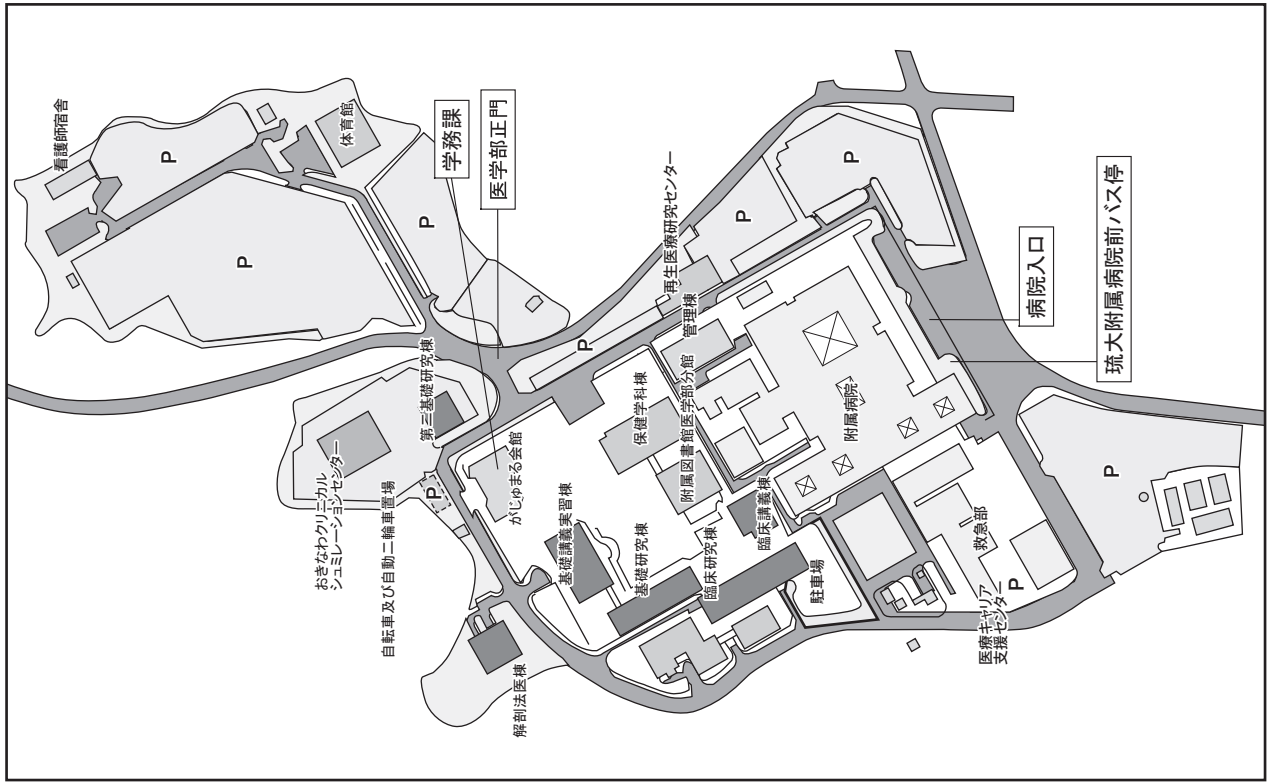 看護師宿舎
P
体育館
P
P
学務課
医学部正門
再生医療研究センター
P
P
P
管理棟
病院入口
琉大附属病院前バス停
第二基礎研究棟
おきなわクリニカル
シュミレーションセンター
自転車及び自動二輪車置場
P
がじゅまる会館
保健学科棟
附属図書館医学部分館
附属病院
基礎講義実習棟
基礎研究棟
臨床研究棟
臨床講義棟
駐車場
救急部
P
P
医療キャリア
支援センター
解剖法医棟